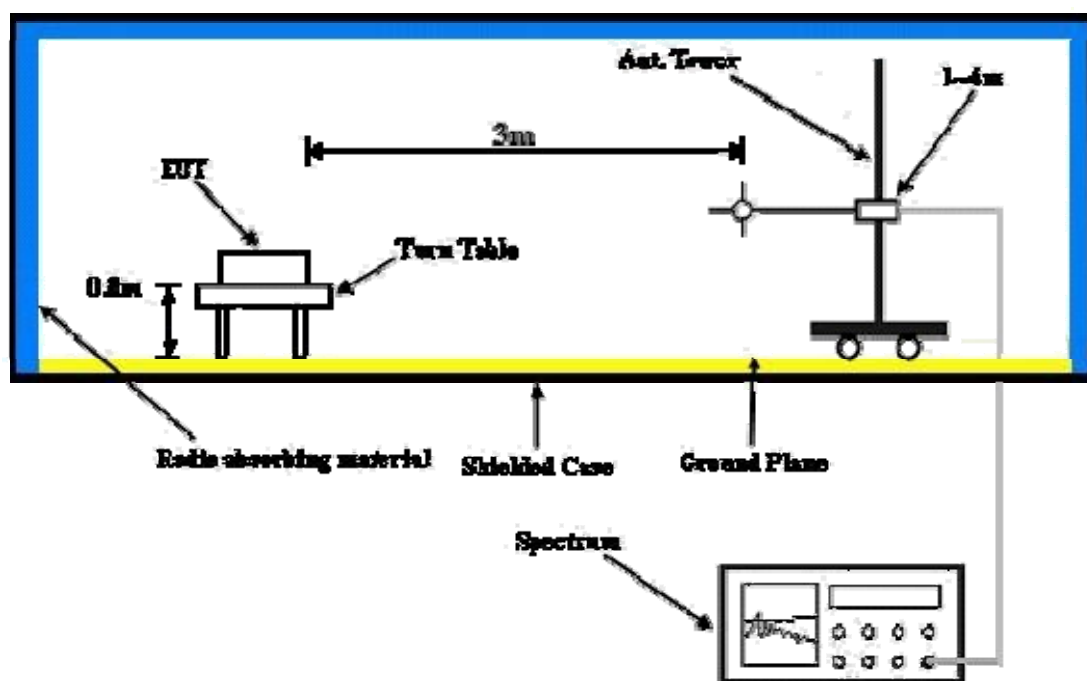 Ant. Tower
1-4m
3m
EUT
Turn Table
0.8m
Radio absorbing material
Shielded Case
Ground Plane
Spectrum